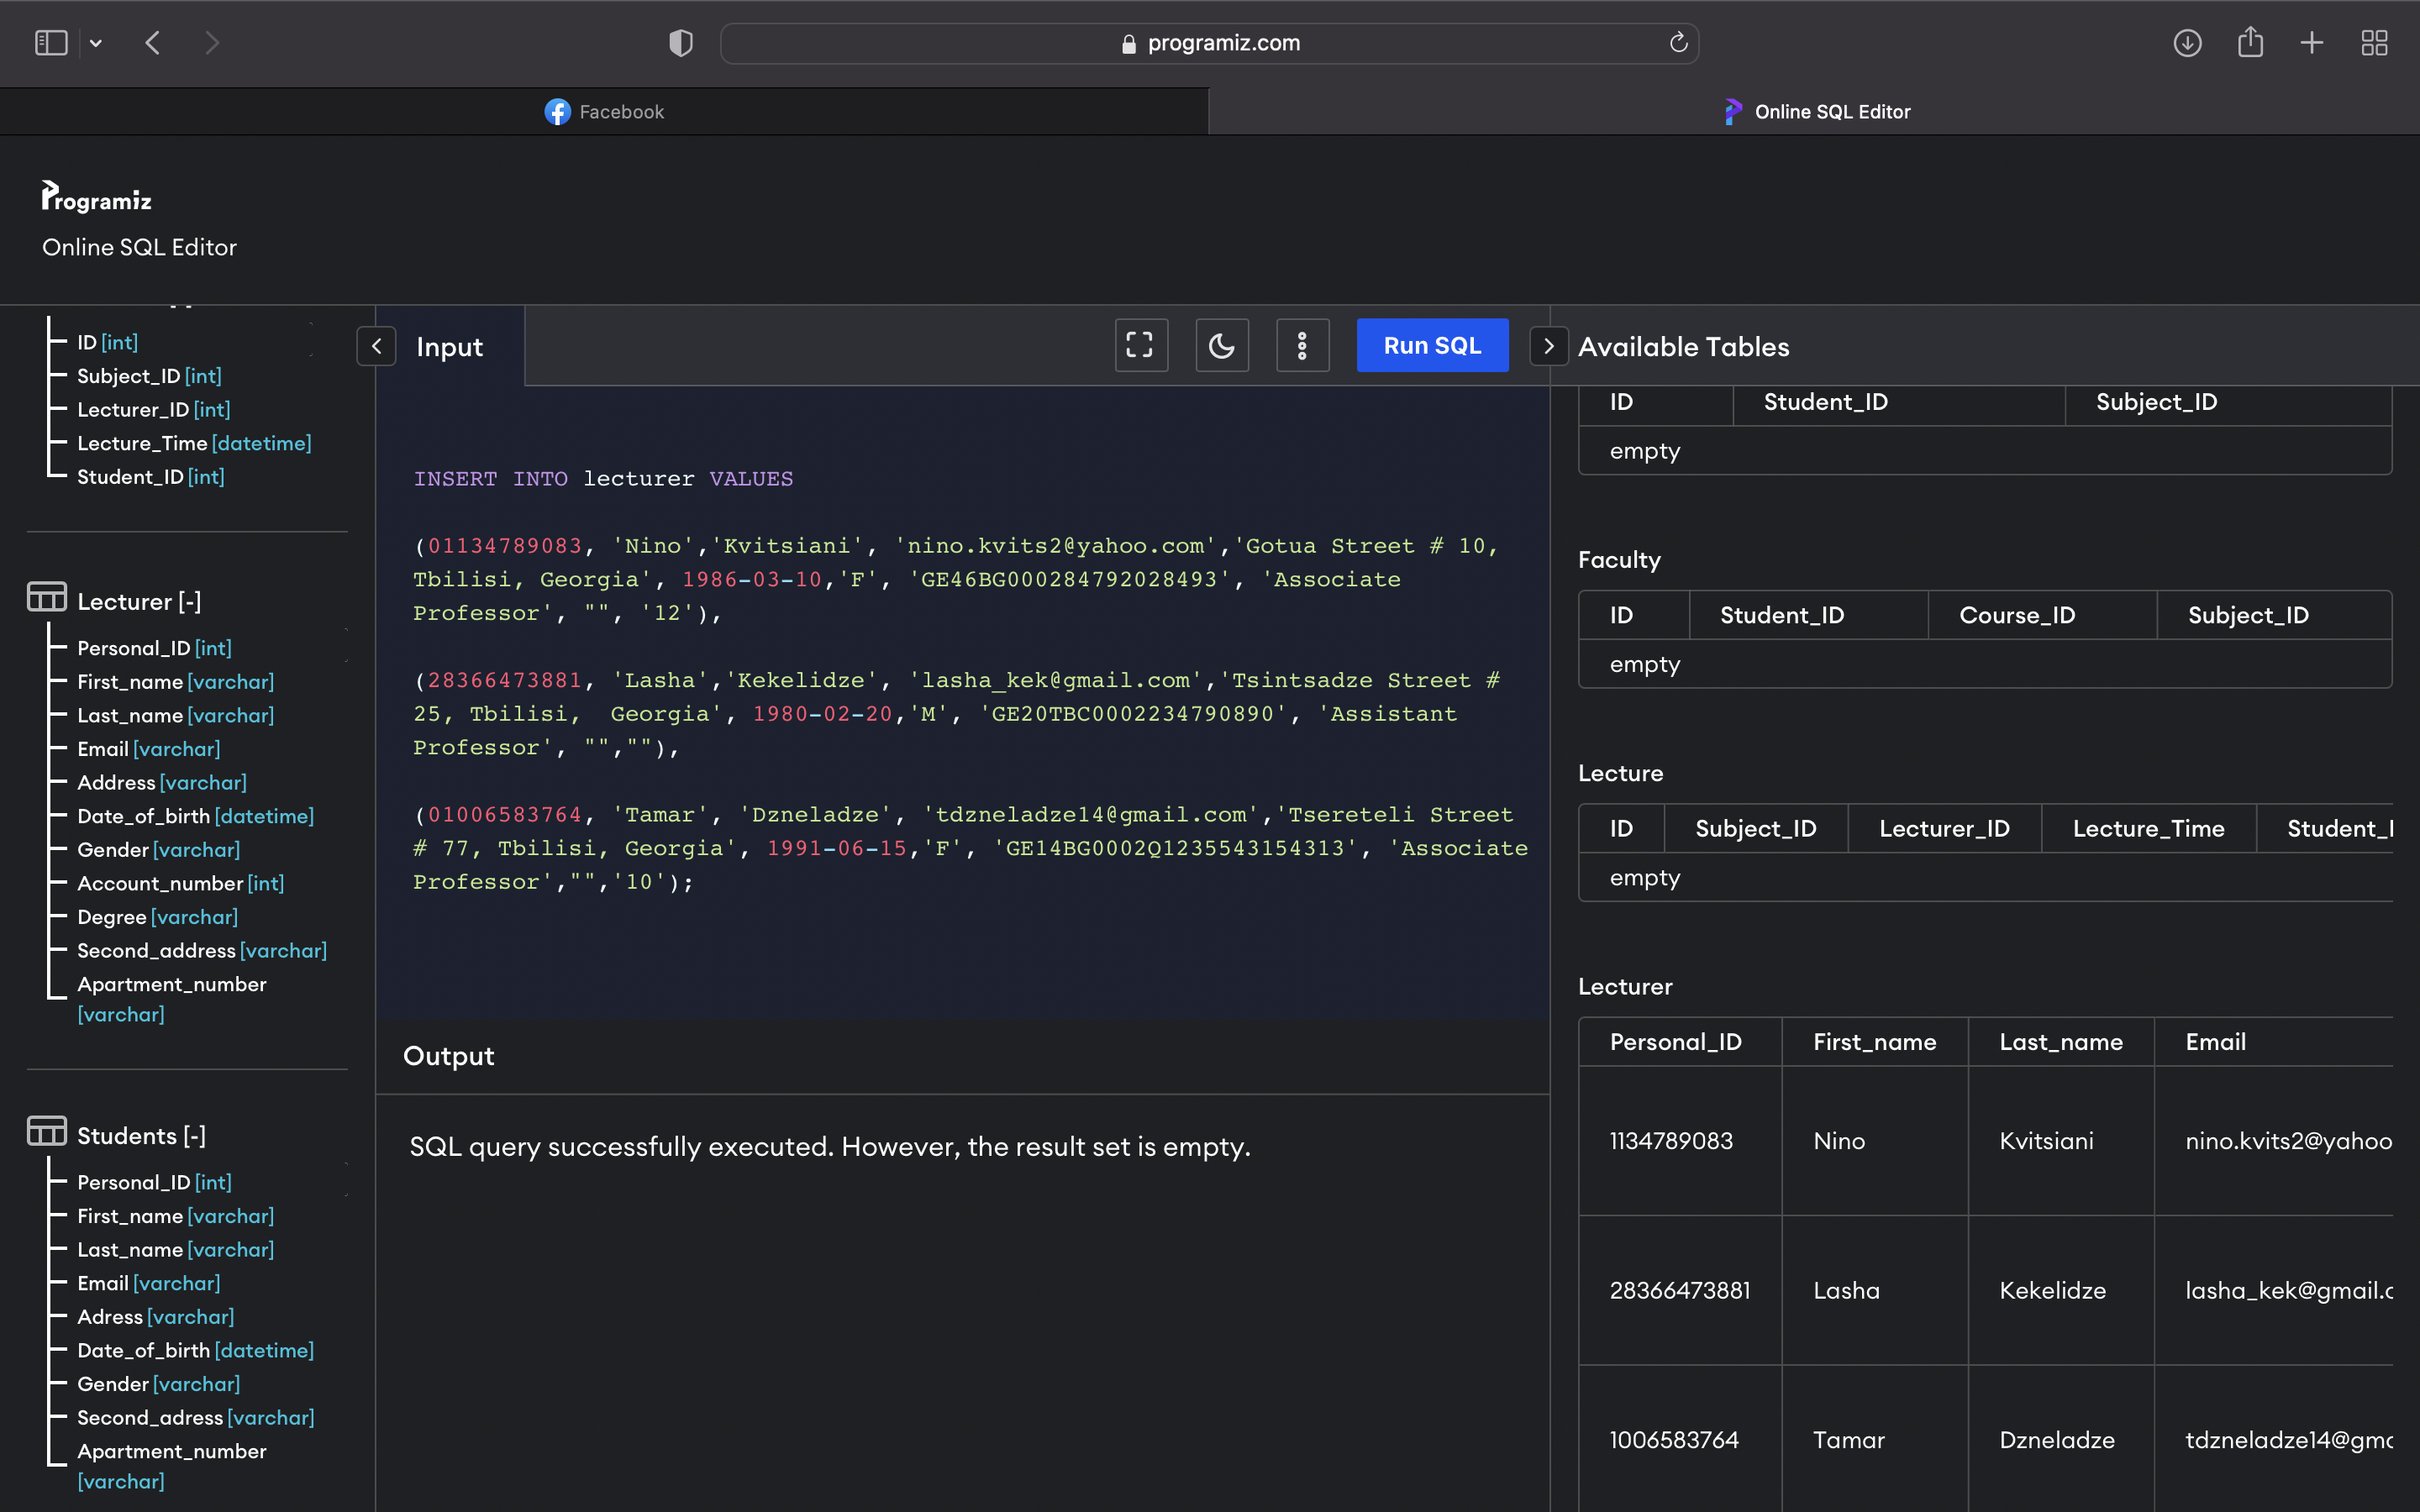 programiz.com
Facebook
Online SQL Editor
Programiz
Online SQL Editor
ID [int]
Subject_ID [int]
Lecturer_ID [int]
Lecture_Time [datetime]
Student_ID [int]
Lecturer [-]
Personal_ID [int]
First_name [varchar]
Last_name [varchar]
Email [varchar]
Address [varchar]
Date_of_birth [datetime]
Gender [varchar]
Account_number [int]
Degree [varchar]
Second_address [varchar]
Apartment_number
[varchar]
Students [-]
Personal_ID [int]
First_name [varchar]
Last_name [varchar]
Email [varchar]
Adress [varchar]
Date_of_birth [datetime]
Gender [varchar]
Second_adress [varchar]
Apartment_number
[varchar]
Input
Run SQL
INSERT INTO lecturer VALUES
(01134789083, 'Nino','Kvitsiani', 'nino.kvits2@yahoo.com','Gotua Street # 10,
Tbilisi, Georgia', 1986-03-10,'F', 'GE46BG000284792028493', 'Associate
Professor', "", '12'),
(28366473881, 'Lasha','Kekelidze', 'lasha_kek@gmail.com','Tsintsadze Street #
25, Tbilisi,  Georgia', 1980-02-20,'M', 'GE20TBC0002234790890', 'Assistant
Professor', "",""),
(01006583764, 'Tamar', 'Dzneladze', 'tdzneladze14@gmail.com','Tsereteli Street
# 77, Tbilisi, Georgia', 1991-06-15,'F', 'GE14BG0002Q1235543154313', 'Associate
Professor',"",'10');
Output
SQL query successfully executed. However, the result set is empty.
Available Tables
ID Student_ID Subject_ID
empty
Faculty
ID Student_ID Course_ID Subject_ID
empty
Lecture
ID Subject_ID Lecturer_ID Lecture_Time Student_I
empty
Lecturer
Personal_ID First_name Last_name Email
1134789083 Nino Kvitsiani nino.kvits2@yahoo
28366473881 Lasha Kekelidze lasha_kek@gmail.c
1006583764 Tamar Dzneladze tdzneladze14@gmc